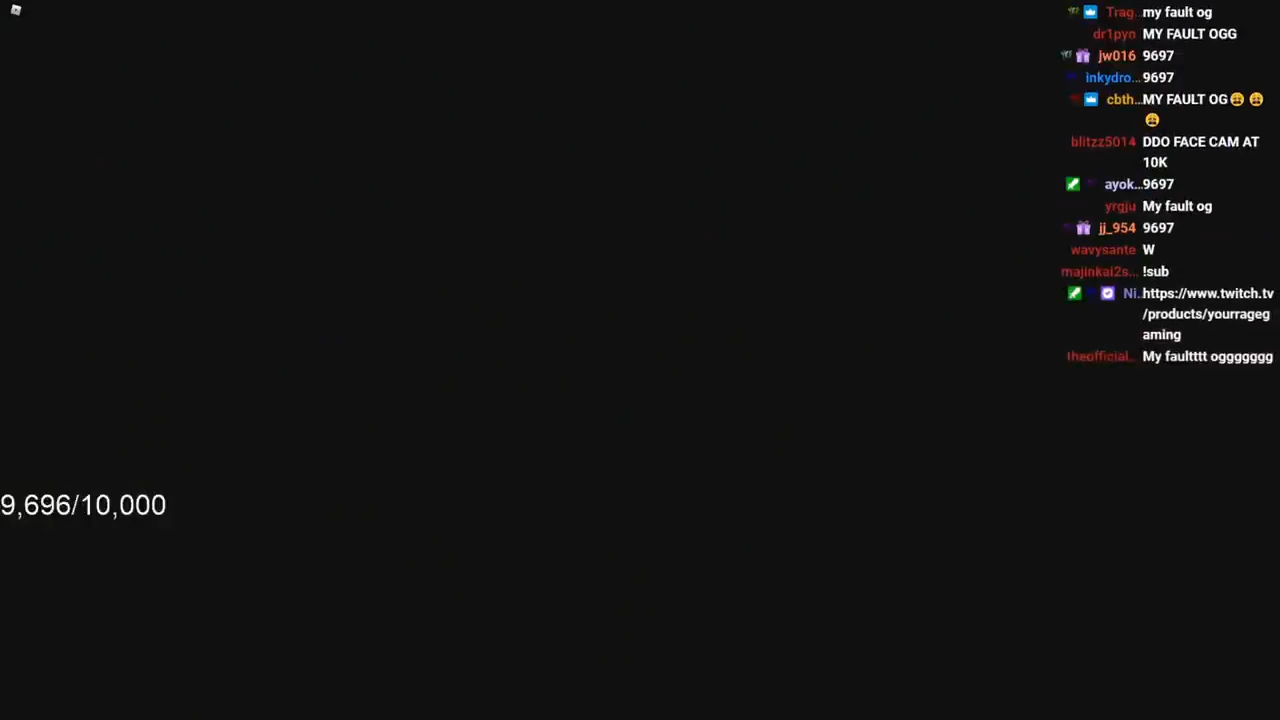 Trag.. my fault og
dr1pyn MY FAULT OGG
jw016 9697
inkydro... 9697
cbth... MY FAULT OG😩 😩
😩
blitzz5014 DDO FACE CAM AT
10K
ayok... 9697
yrgju My fault og
jj_954 9697
wavysante W
majinkai2s... !sub
Ni.. https://www.twitch.tv
/products/yourrageg
aming
theofficial.. My faultttt oggggggg
9,696/10,000